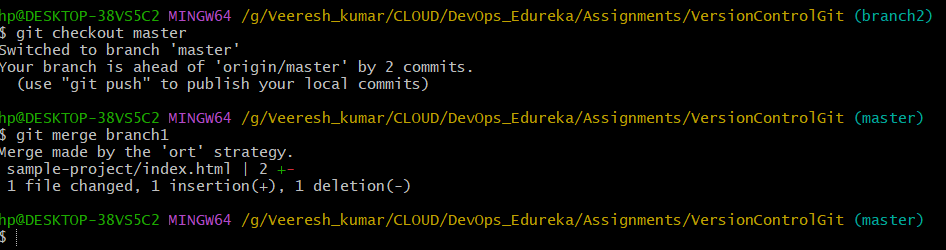 hp@DESKTOP-38VS5C2 MINGW64 /g/Veeresh_kumar/CLOUD/DevOps_Edureka/Assignments/VersionControlGit (branch2)
$ git checkout master
Switched to branch 'master'
Your branch is ahead of 'origin/master' by 2 commits.
  (use "git push" to publish your local commits)
hp@DESKTOP-38VS5C2 MINGW64 /g/Veeresh_kumar/CLOUD/DevOps_Edureka/Assignments/VersionControlGit (master)
$ git merge branch1
Merge made by the 'ort' strategy.
 sample-project/index.html | 2 +-
 1 file changed, 1 insertion(+), 1 deletion(-)
hp@DESKTOP-38VS5C2 MINGW64 /g/Veeresh_kumar/CLOUD/DevOps_Edureka/Assignments/VersionControlGit (master)
$